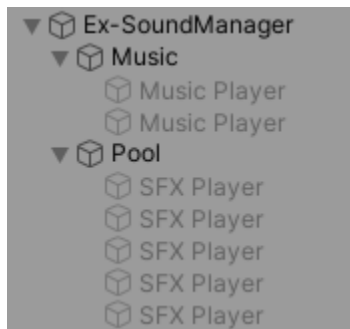 Ex-SoundManager
Music
Music Player
Music Player
Pool
SFX Player
SFX Player
SFX Player
SFX Player
SFX Player